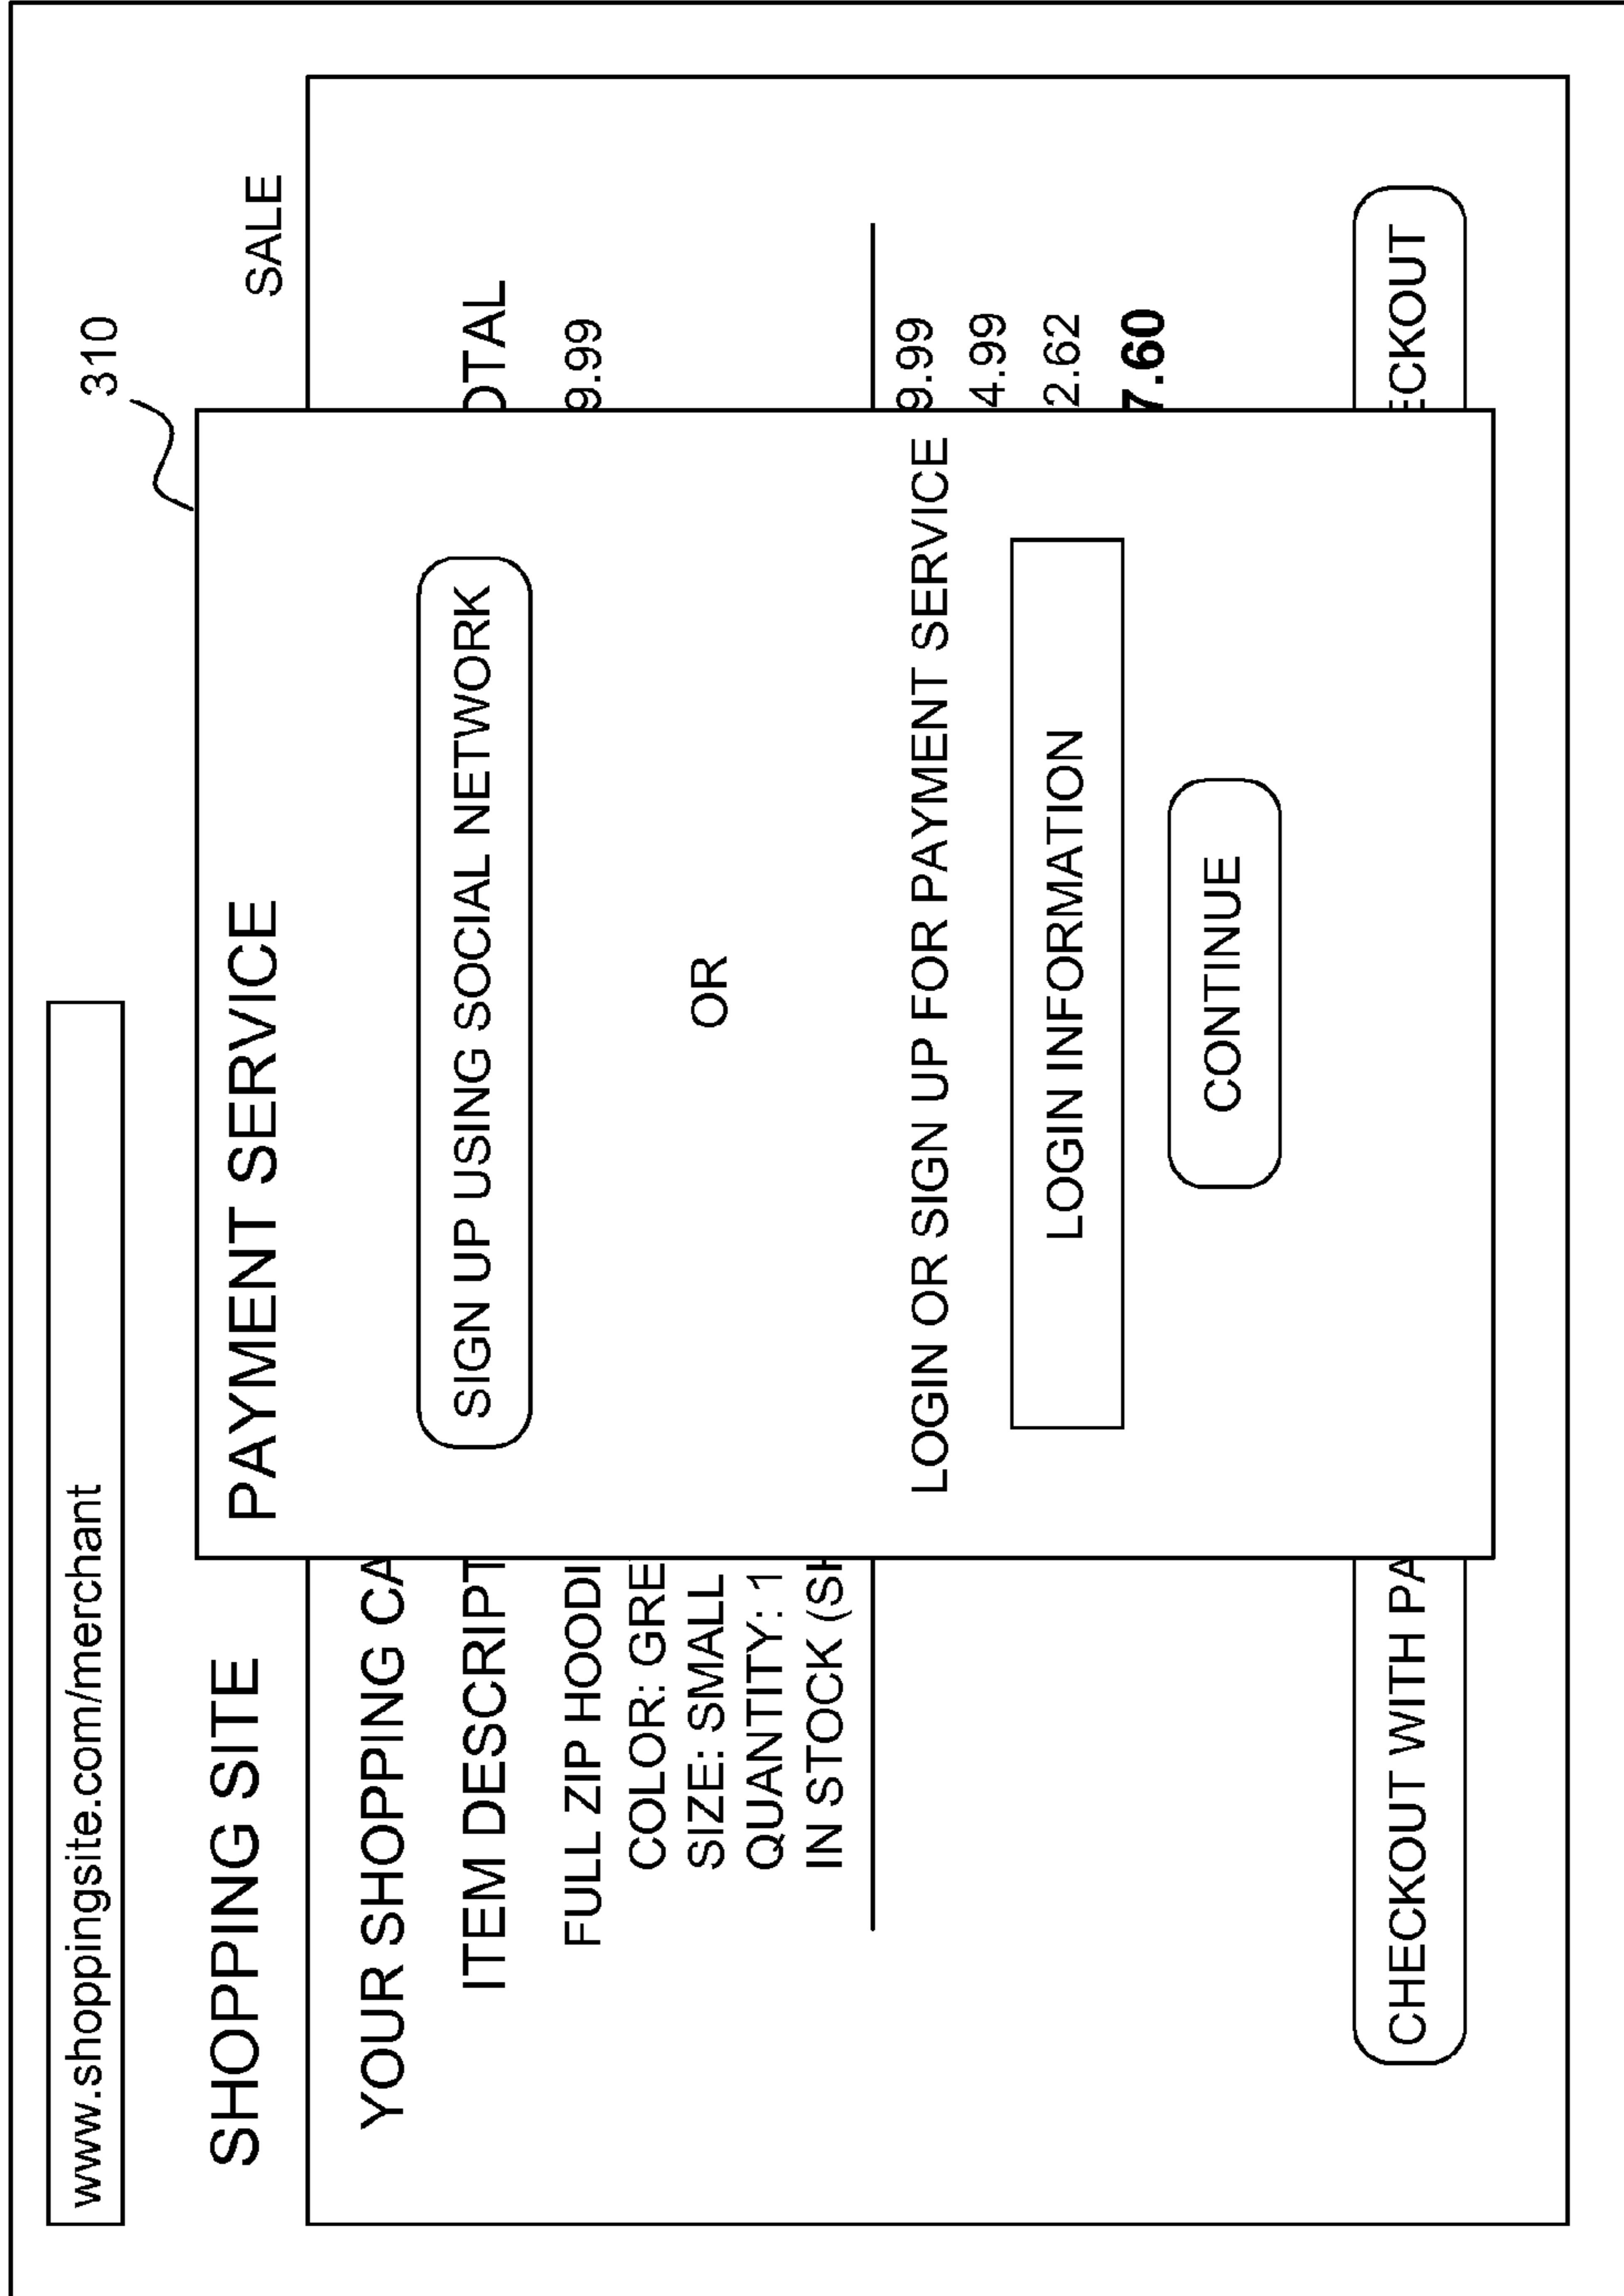 www.shoppingsite.com/merchant
310
SHOPPING SITE
SALE
PAYMENT SERVICE
YOUR SHOPPING CA
SIGN UP USING SOCIAL NETWORK
ITEM DESCRIPT
OTAL
FULL ZIP HOODI
9.99
COLOR: GRE
SIZE: SMALL
OR
QUANTITY: 1
IN STOCK (SH
LOGIN OR SIGN UP FOR PAYMENT SERVICE
9.99
4.99
LOGIN INFORMATION
2.62
7.60
CONTINUE
CHECKOUT WITH PA
ECKOUT